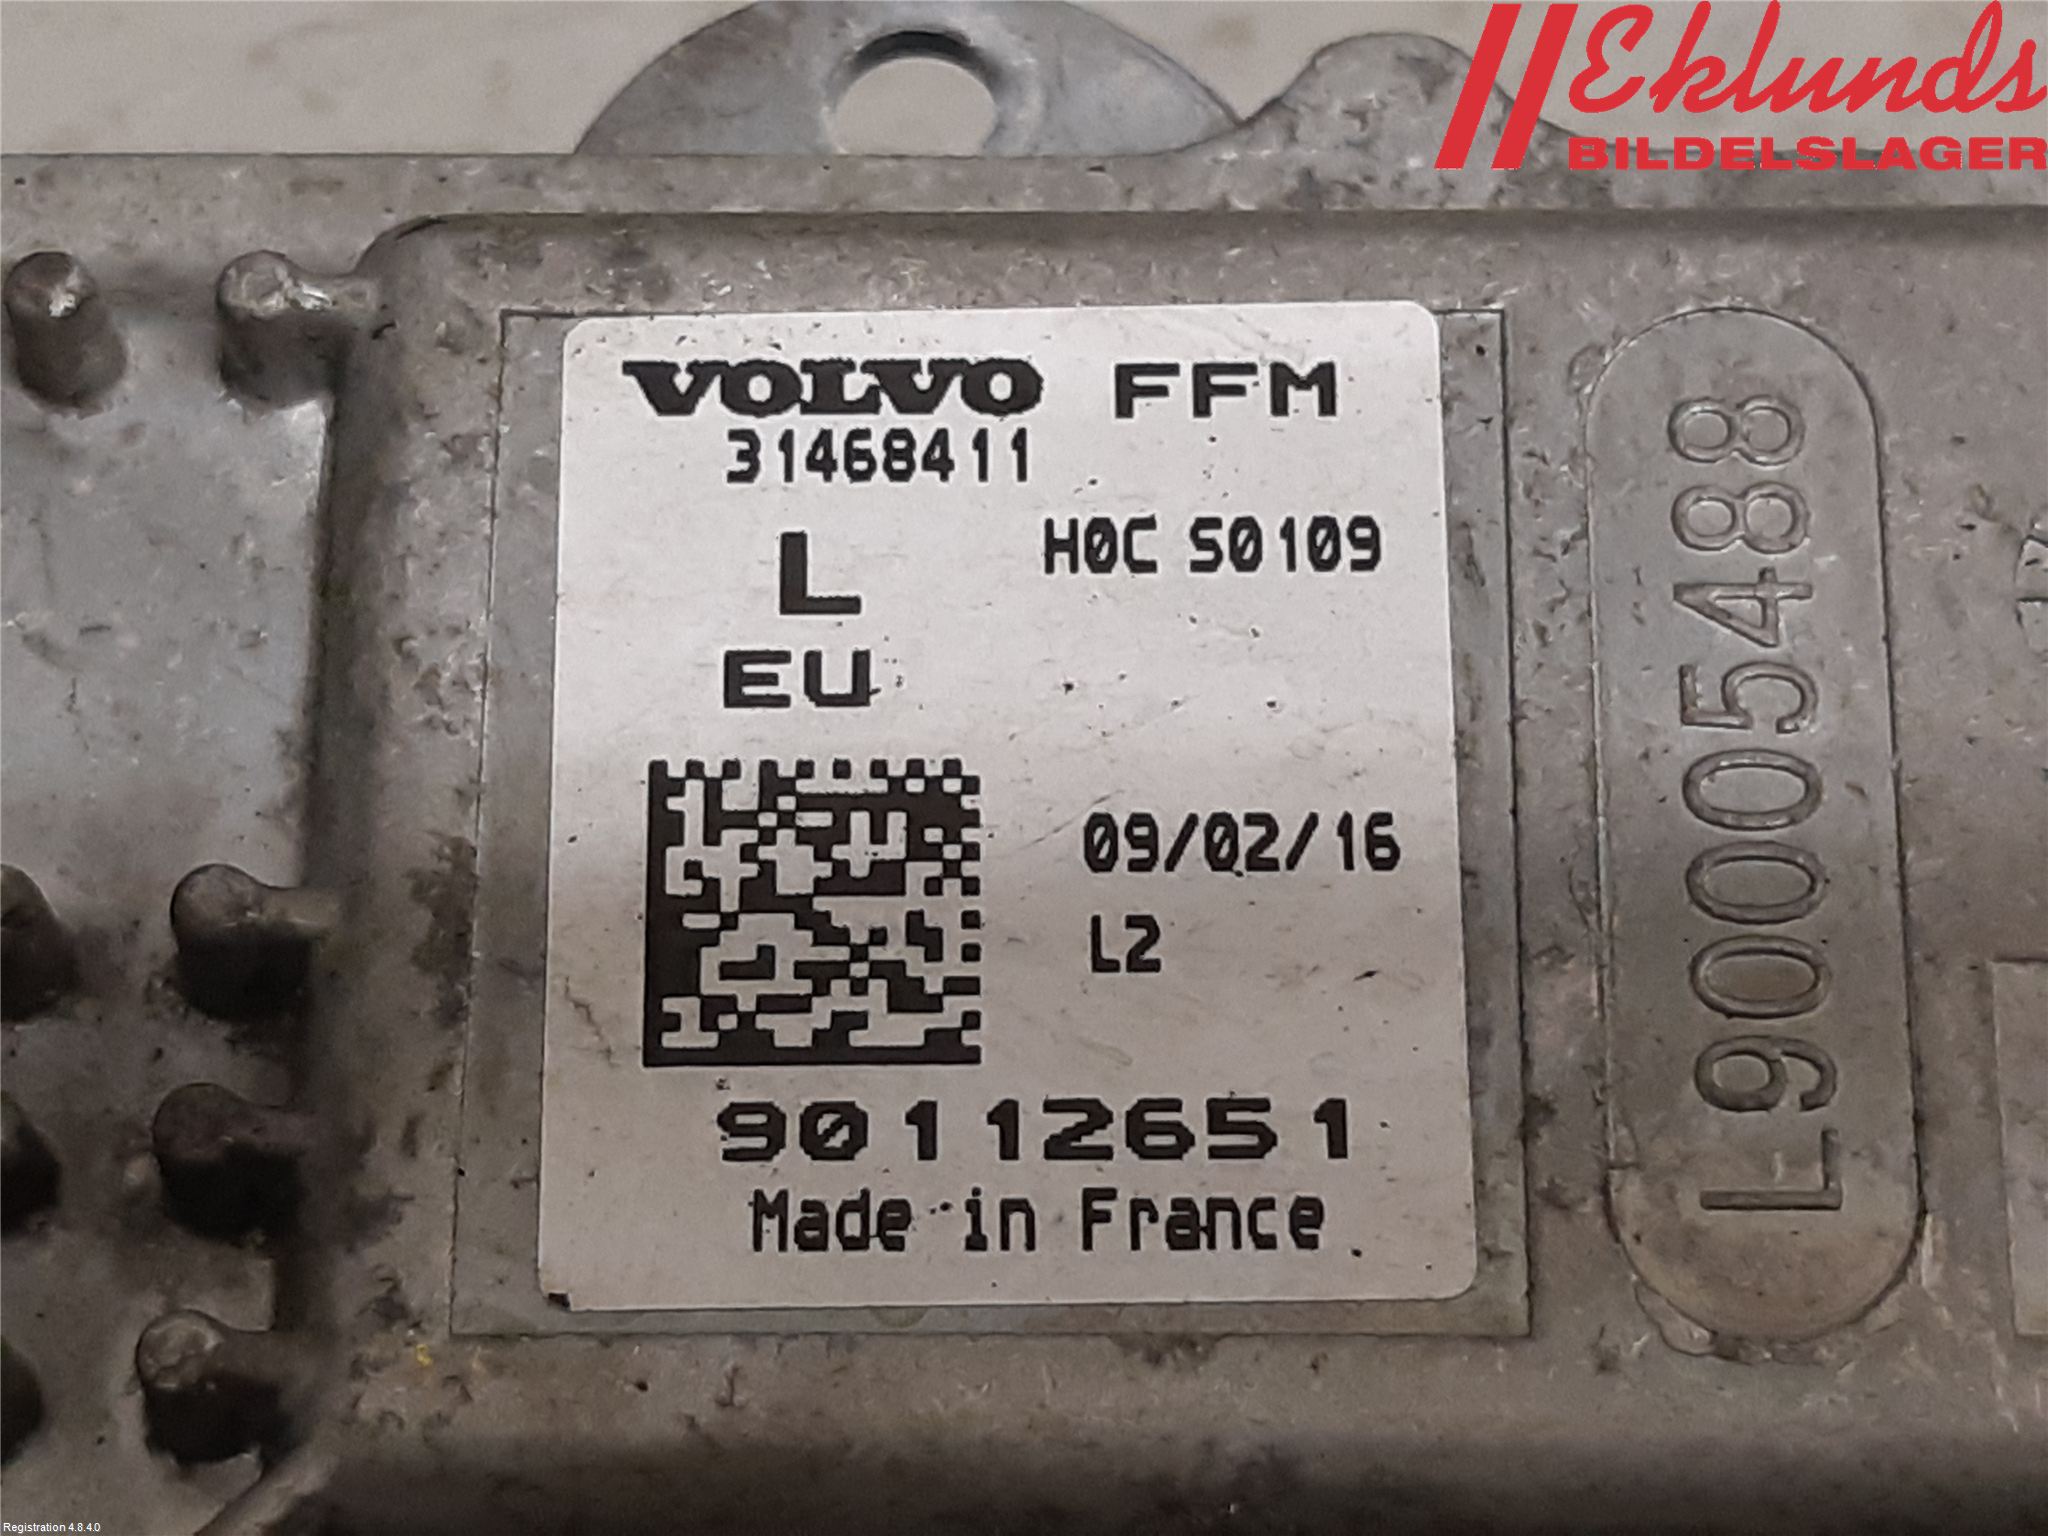 Eklunds
BILDELSLAGER
VOLVO FFM
31468411
L
H0C S0109
EU
09/02/16
L2
90112651
Made in France
L90005488
Registration 4.8.4.0